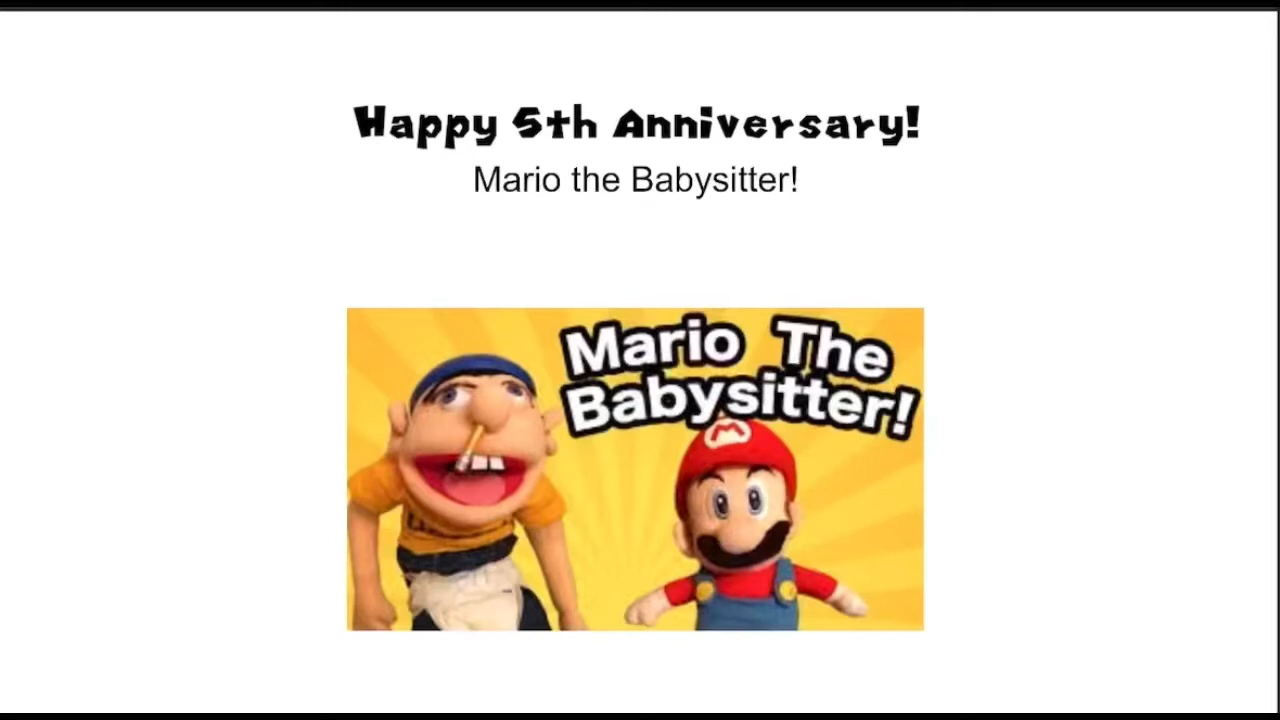 Happy 5th Anniversary!
Mario the Babysitter!
Mario The
Babysitter!
M